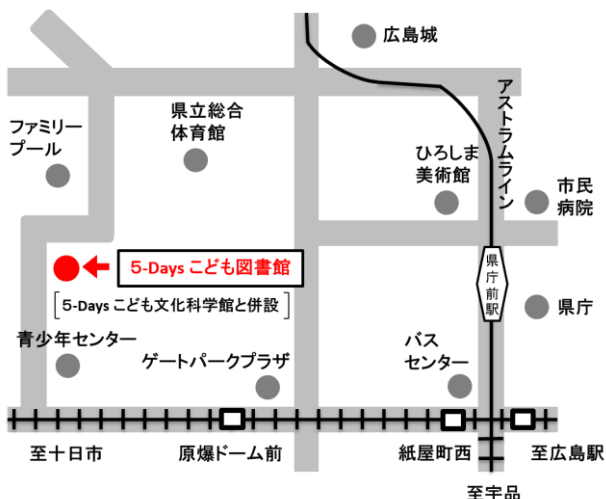 広島城
アストラムライン
県立総合
体育館
ファミリー
プール
ひろしま
美術館
市民
病院
5-Days こども図書館
県庁前駅
[5-Days こども文化科学館と併設]
県庁
青少年センター
ゲートパークプラザ
バス
センター
至十日市
原爆ドーム前
紙屋町西
至広島駅
至宇品